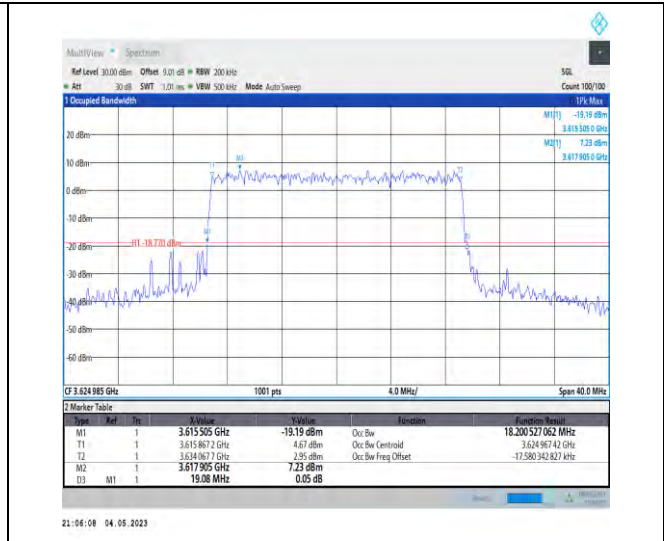 MultiView Spectrum
Ref Level 30.00 dBm Offset 9.01 dB RBW 200 kHz SGL
Att 30 dB SWT 1.01 ms VBW 500 kHz Mode Auto Sweep Count 100/100
1 Occupied Bandwidth 1Pk Max
M1[1] -19.19 dBm
3.615 505 0 GHz
20 dBm
M2[1] 7.23 dBm
3.617 905 0 GHz
10 dBm
0 dBm
-10 dBm
-20 dBm
H1 -18.770 dBm
-30 dBm
-40 dBm
-50 dBm
-60 dBm
CF 3.624 985 GHz 1001 pts 4.0 MHz/ Span 40.0 MHz
2 Marker Table
Type Ref Trc X-Value Y-Value Function Function Result
M1 1 3.615 505 GHz -19.19 dBm Occ Bw 18.200 527 062 MHz
T1 1 3.615 867 2 GHz 4.67 dBm Occ Bw Centroid 3.624 967 42 GHz
T2 1 3.634 067 7 GHz 2.95 dBm Occ Bw Freq Offset -17.580 342 827 kHz
M2 1 3.617 905 GHz 7.23 dBm
D3 M1 1 19.08 MHz 0.05 dB
21:06:08 04.05.2023